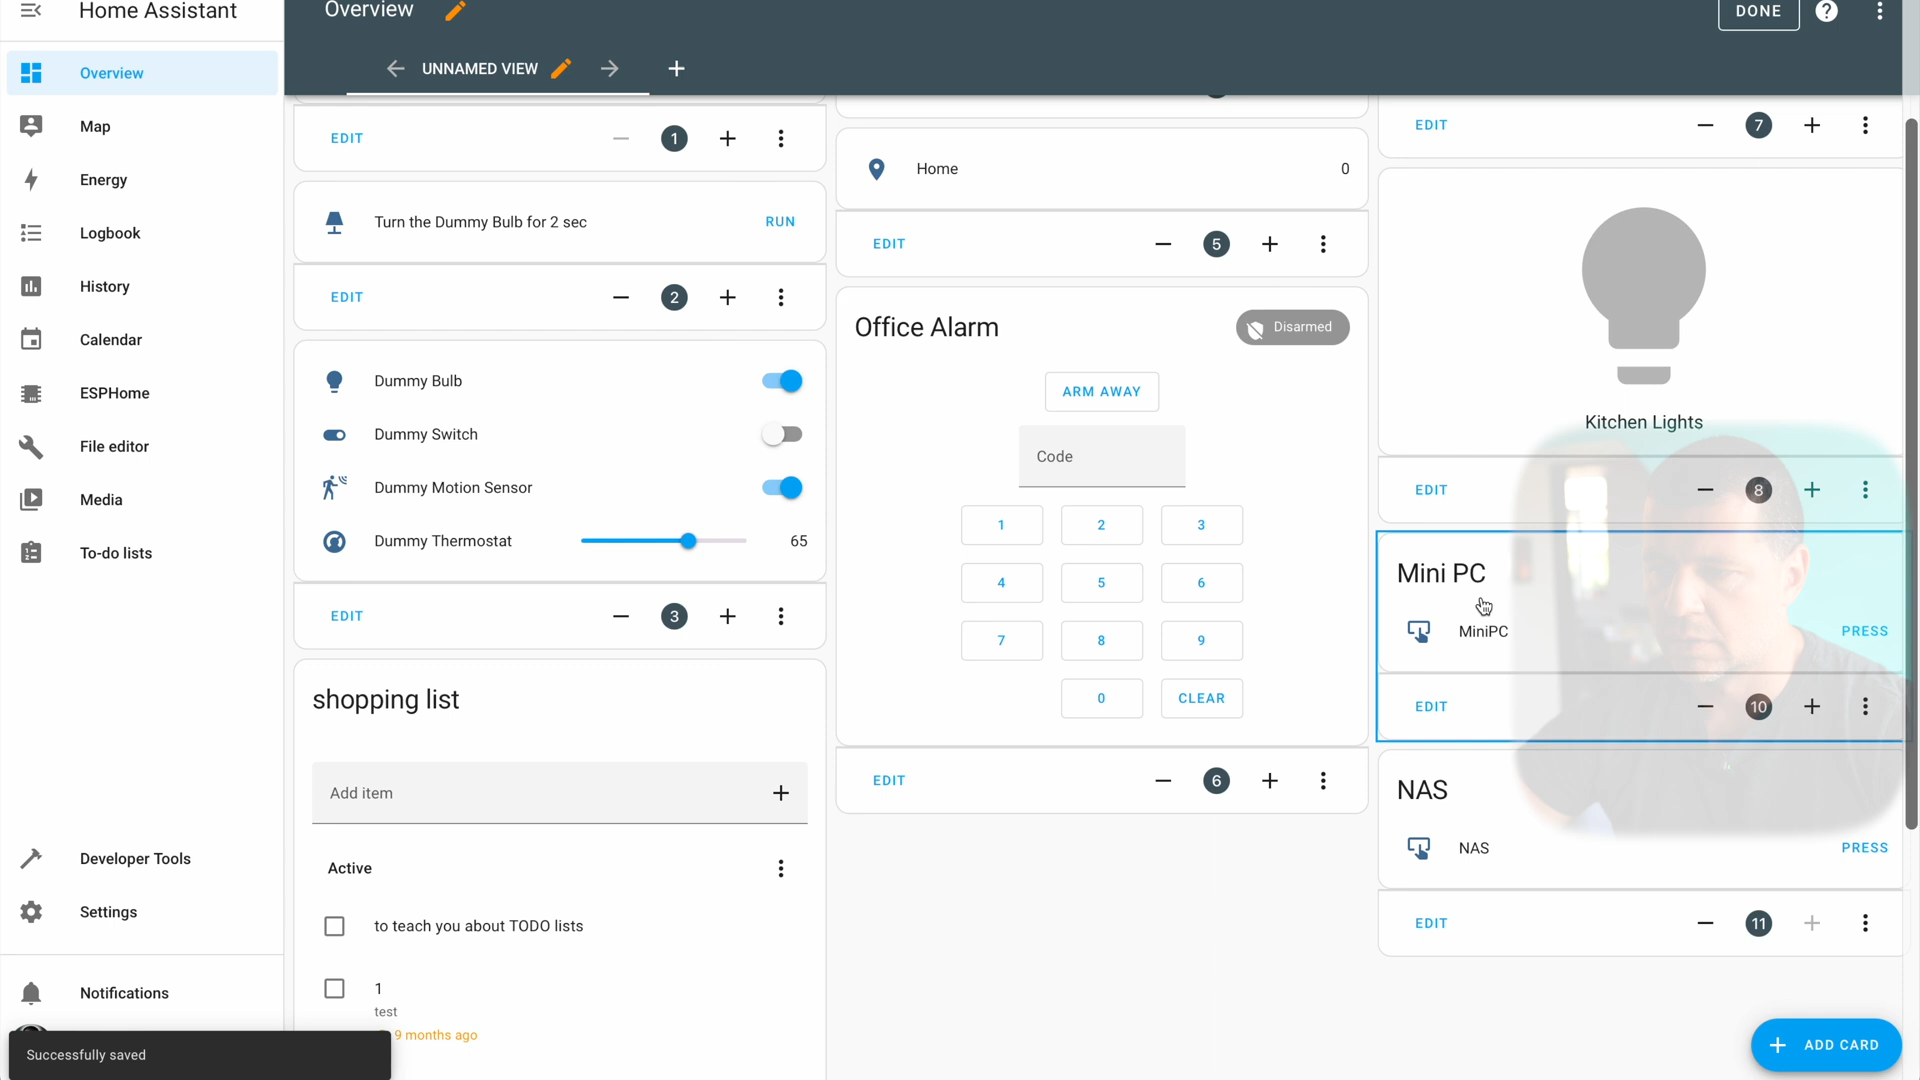 Home Assistant
Overview
Map
Energy
Logbook
History
Calendar
ESPHome
File editor
Media
To-do lists
Developer Tools
Settings
Notifications
Successfully saved
Overview
DONE
UNNAMED VIEW
EDIT
1
Turn the Dummy Bulb for 2 sec
RUN
EDIT
2
Dummy Bulb
Dummy Switch
Dummy Motion Sensor
Dummy Thermostat
65
EDIT
3
shopping list
Add item
Active
to teach you about TODO lists
1
test
9 months ago
Home
0
EDIT
5
Office Alarm
Disarmed
ARM AWAY
Code
1
2
3
4
5
6
7
8
9
0
CLEAR
EDIT
6
EDIT
7
Kitchen Lights
EDIT
8
Mini PC
MiniPC
PRESS
EDIT
10
NAS
NAS
PRESS
EDIT
11
ADD CARD